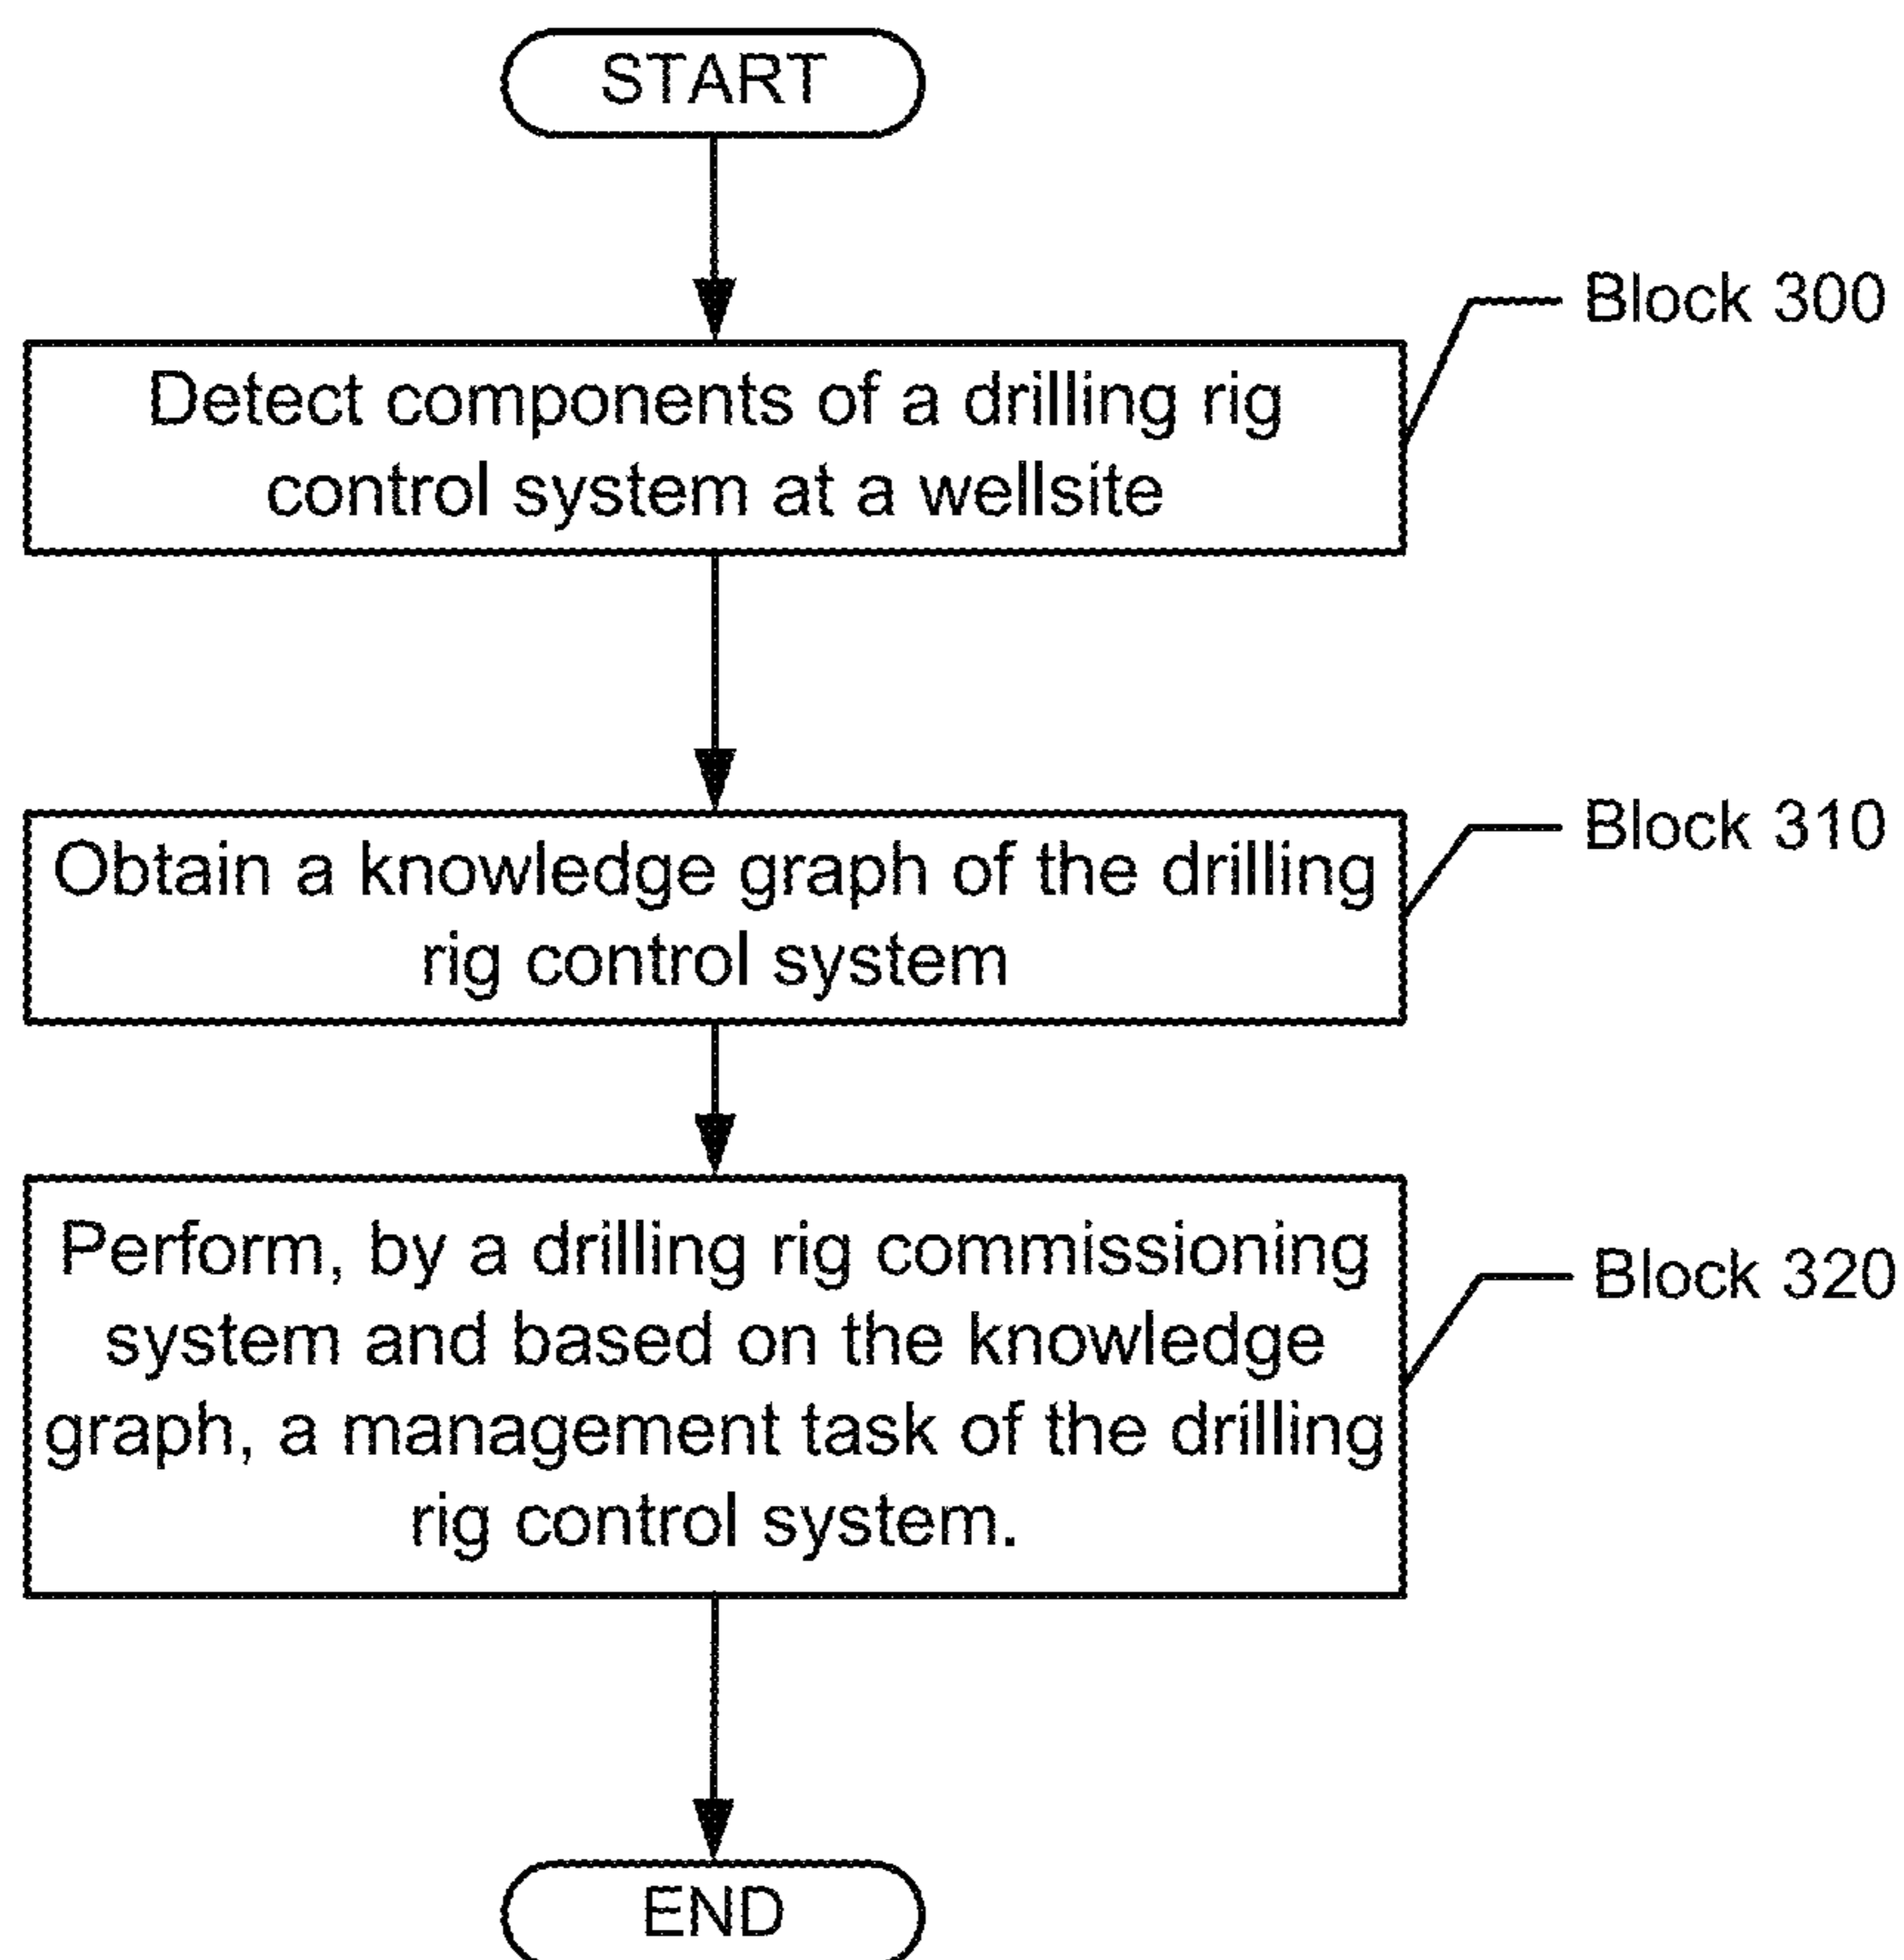 START
Block 300
Detect components of a drilling rig
control system at a wellsite
Block 310
Obtain a knowledge graph of the drilling
rig control system
Perform, by a drilling rig commissioning
system and based on the knowledge
graph, a management task of the drilling
rig control system.
Block 320
END